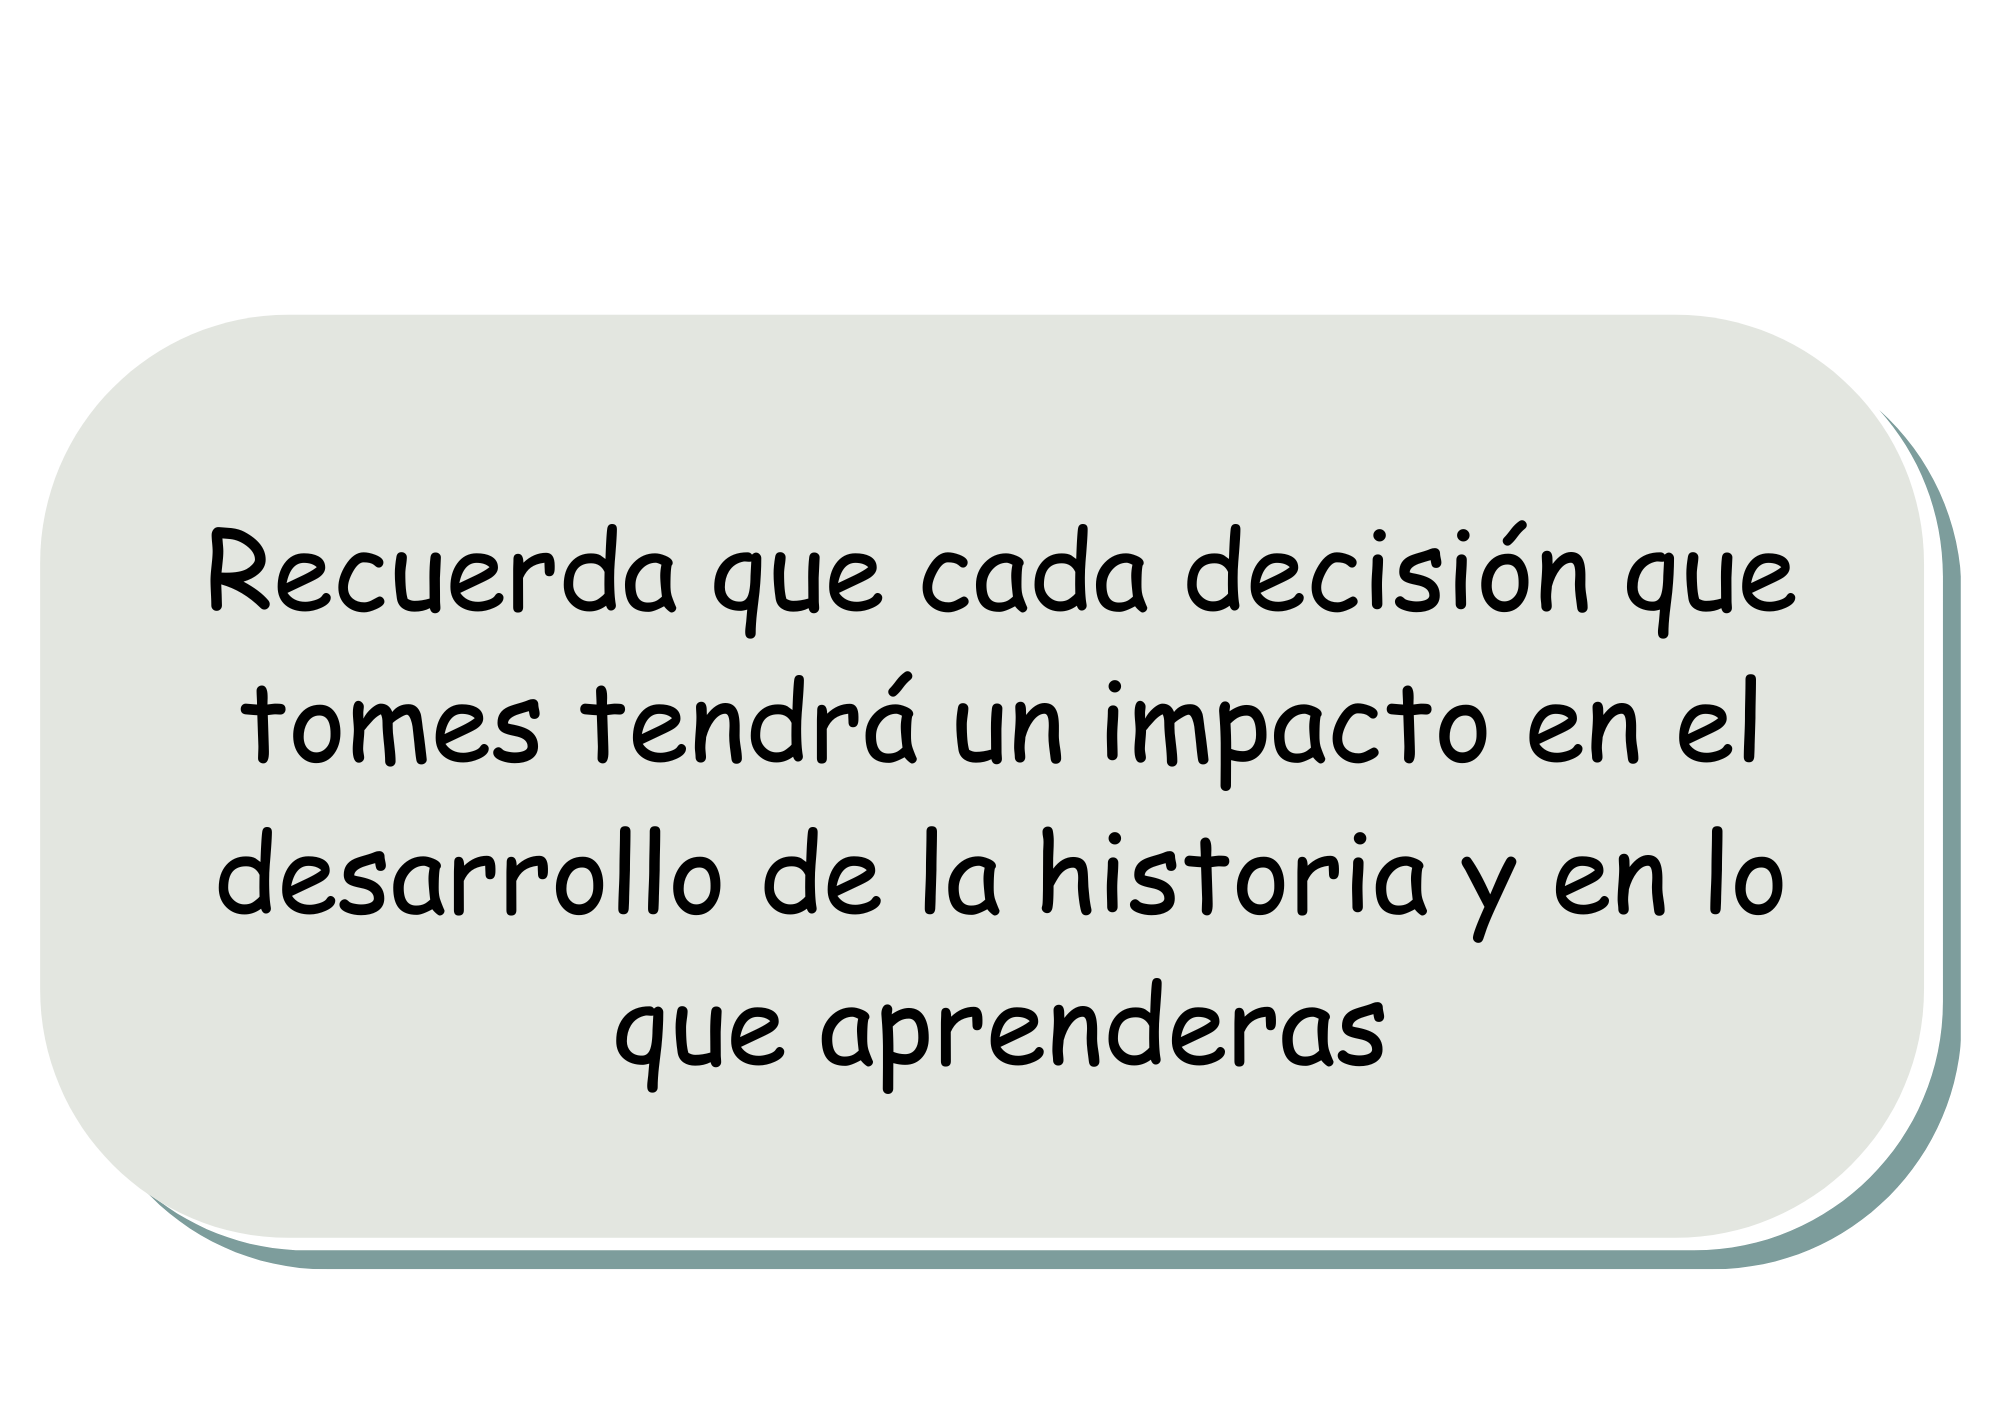 Recuerda que cada decisión que
tomes tendrá un impacto en el
desarrollo de la historia y en lo
que aprenderas